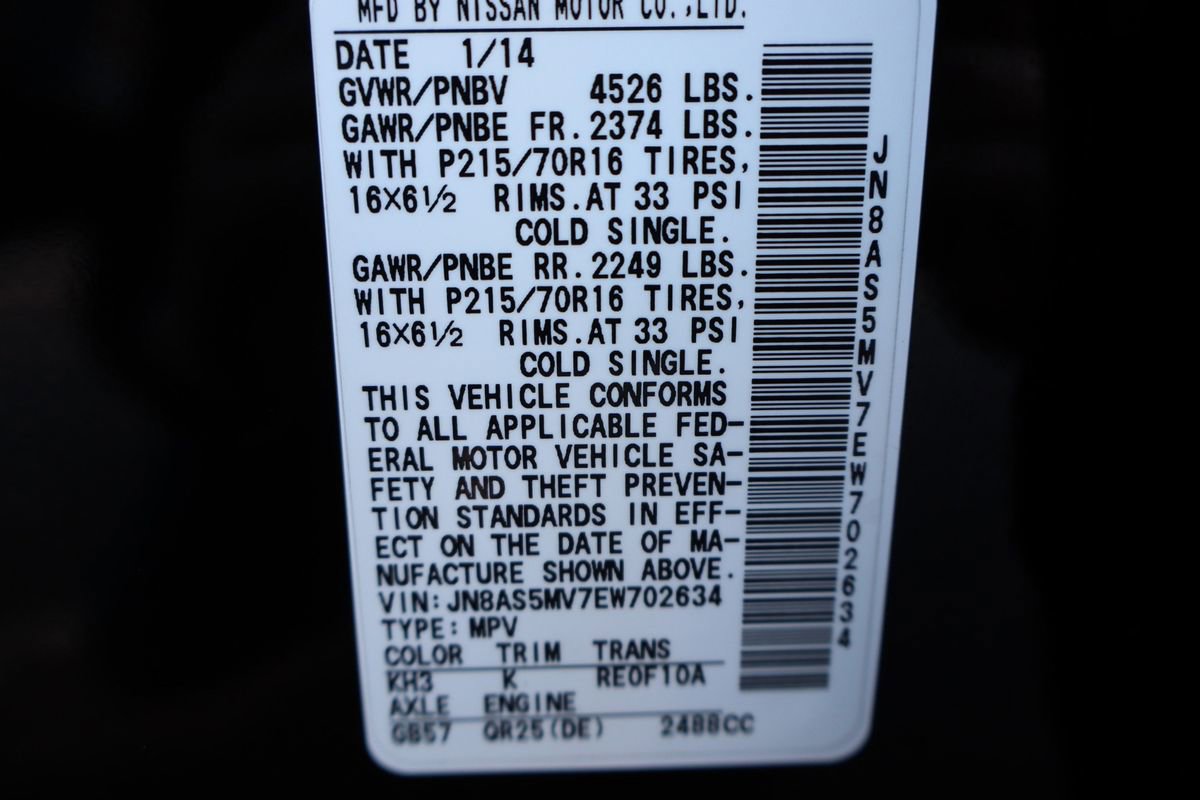 MFD BY NISSAN MOTOR CO.,LTD.
DATE 1/14
GVWR/PNBV 4526 LBS.
GAWR/PNBE FR.2374 LBS.
WITH P215/70R16 TIRES,
16×6½ RIMS.AT 33 PSI
COLD SINGLE.
GAWR/PNBE RR.2249 LBS.
WITH P215/70R16 TIRES,
16×6½ RIMS.AT 33 PSI
COLD SINGLE.
THIS VEHICLE CONFORMS
TO ALL APPLICABLE FED-
ERAL MOTOR VEHICLE SA-
FETY AND THEFT PREVEN-
TION STANDARDS IN EFF-
ECT ON THE DATE OF MA-
NUFACTURE SHOWN ABOVE.
VIN:JN8AS5MV7EW702634
TYPE:MPV
COLOR TRIM TRANS
KH3 K RE0F10A
AXLE ENGINE
GB57 QR25(DE) 2488CC
JN8AS5MV7EW702634